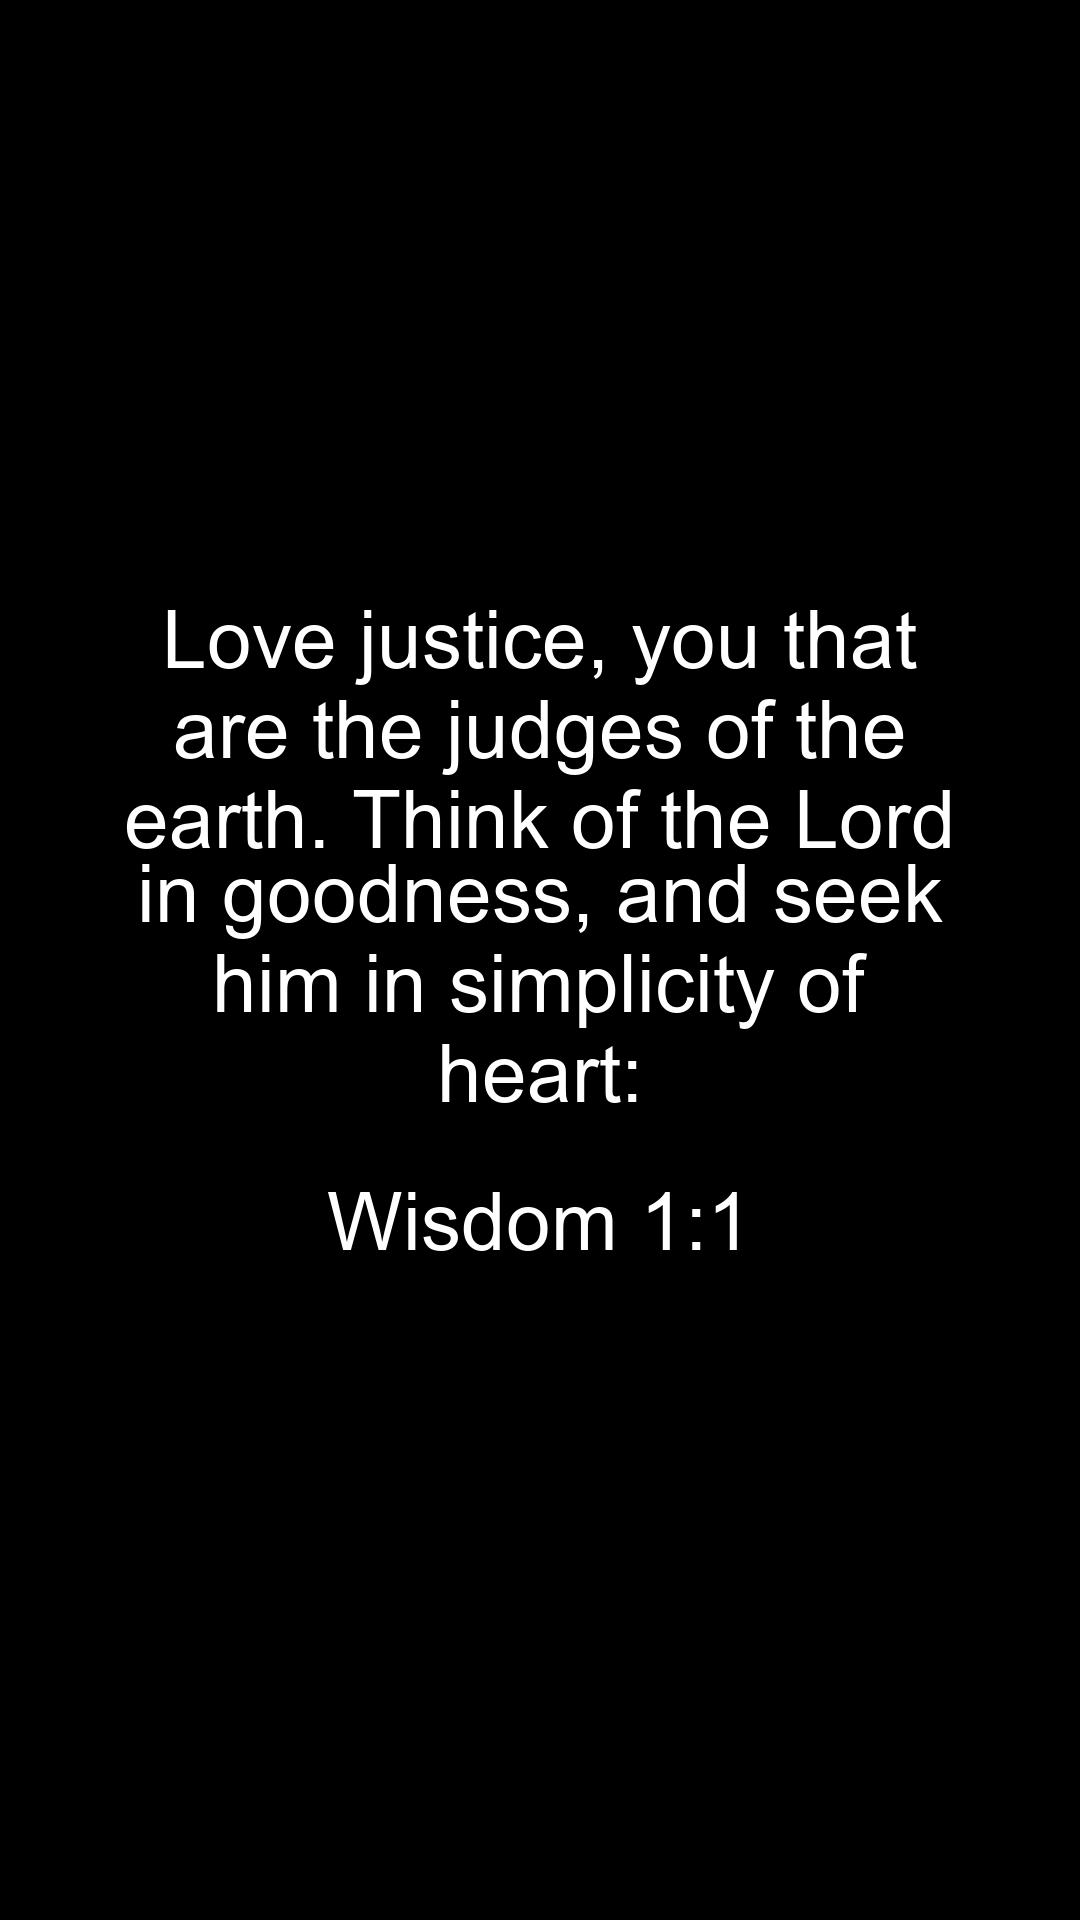 Love justice, you that
are the judges of the
earth. Think of the Lord
in goodness, and seek
him in simplicity of
heart:
Wisdom 1:1